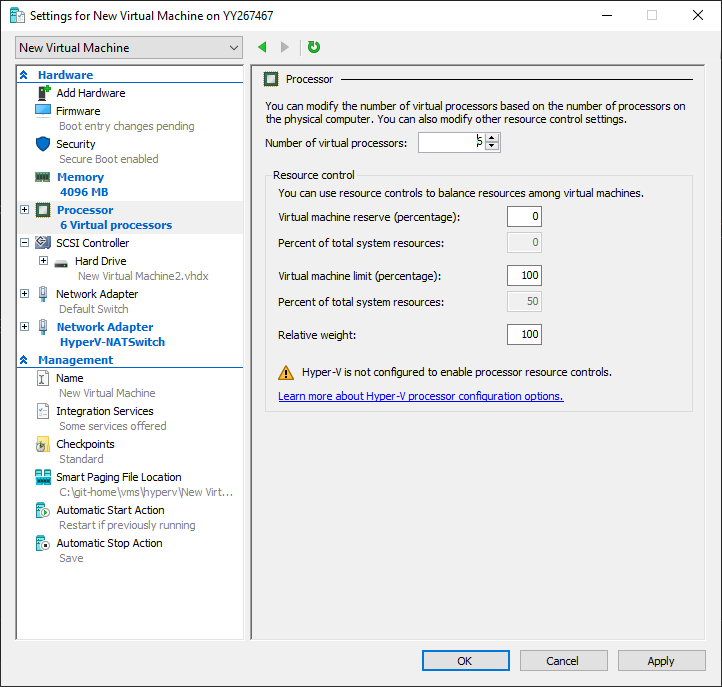 Settings for New Virtual Machine on YY267467
New Virtual Machine
Hardware
Add Hardware
Firmware
Boot entry changes pending
Security
Secure Boot enabled
Memory
4096 MB
Processor
6 Virtual processors
SCSI Controller
Hard Drive
New Virtual Machine2.vhdx
Network Adapter
Default Switch
Network Adapter
HyperV-NATSwitch
Management
Name
New Virtual Machine
Integration Services
Some services offered
Checkpoints
Standard
Smart Paging File Location
C:\git-home\vms\hyperv\New Virt...
Automatic Start Action
Restart if previously running
Automatic Stop Action
Save
Processor
You can modify the number of virtual processors based on the number of processors on
the physical computer. You can also modify other resource control settings.
Number of virtual processors:
Resource control
You can use resource controls to balance resources among virtual machines.
Virtual machine reserve (percentage): 0
Percent of total system resources: 0
Virtual machine limit (percentage): 100
Percent of total system resources: 50
Relative weight: 100
Hyper-V is not configured to enable processor resource controls.
Learn more about Hyper-V processor configuration options.
OK Cancel Apply